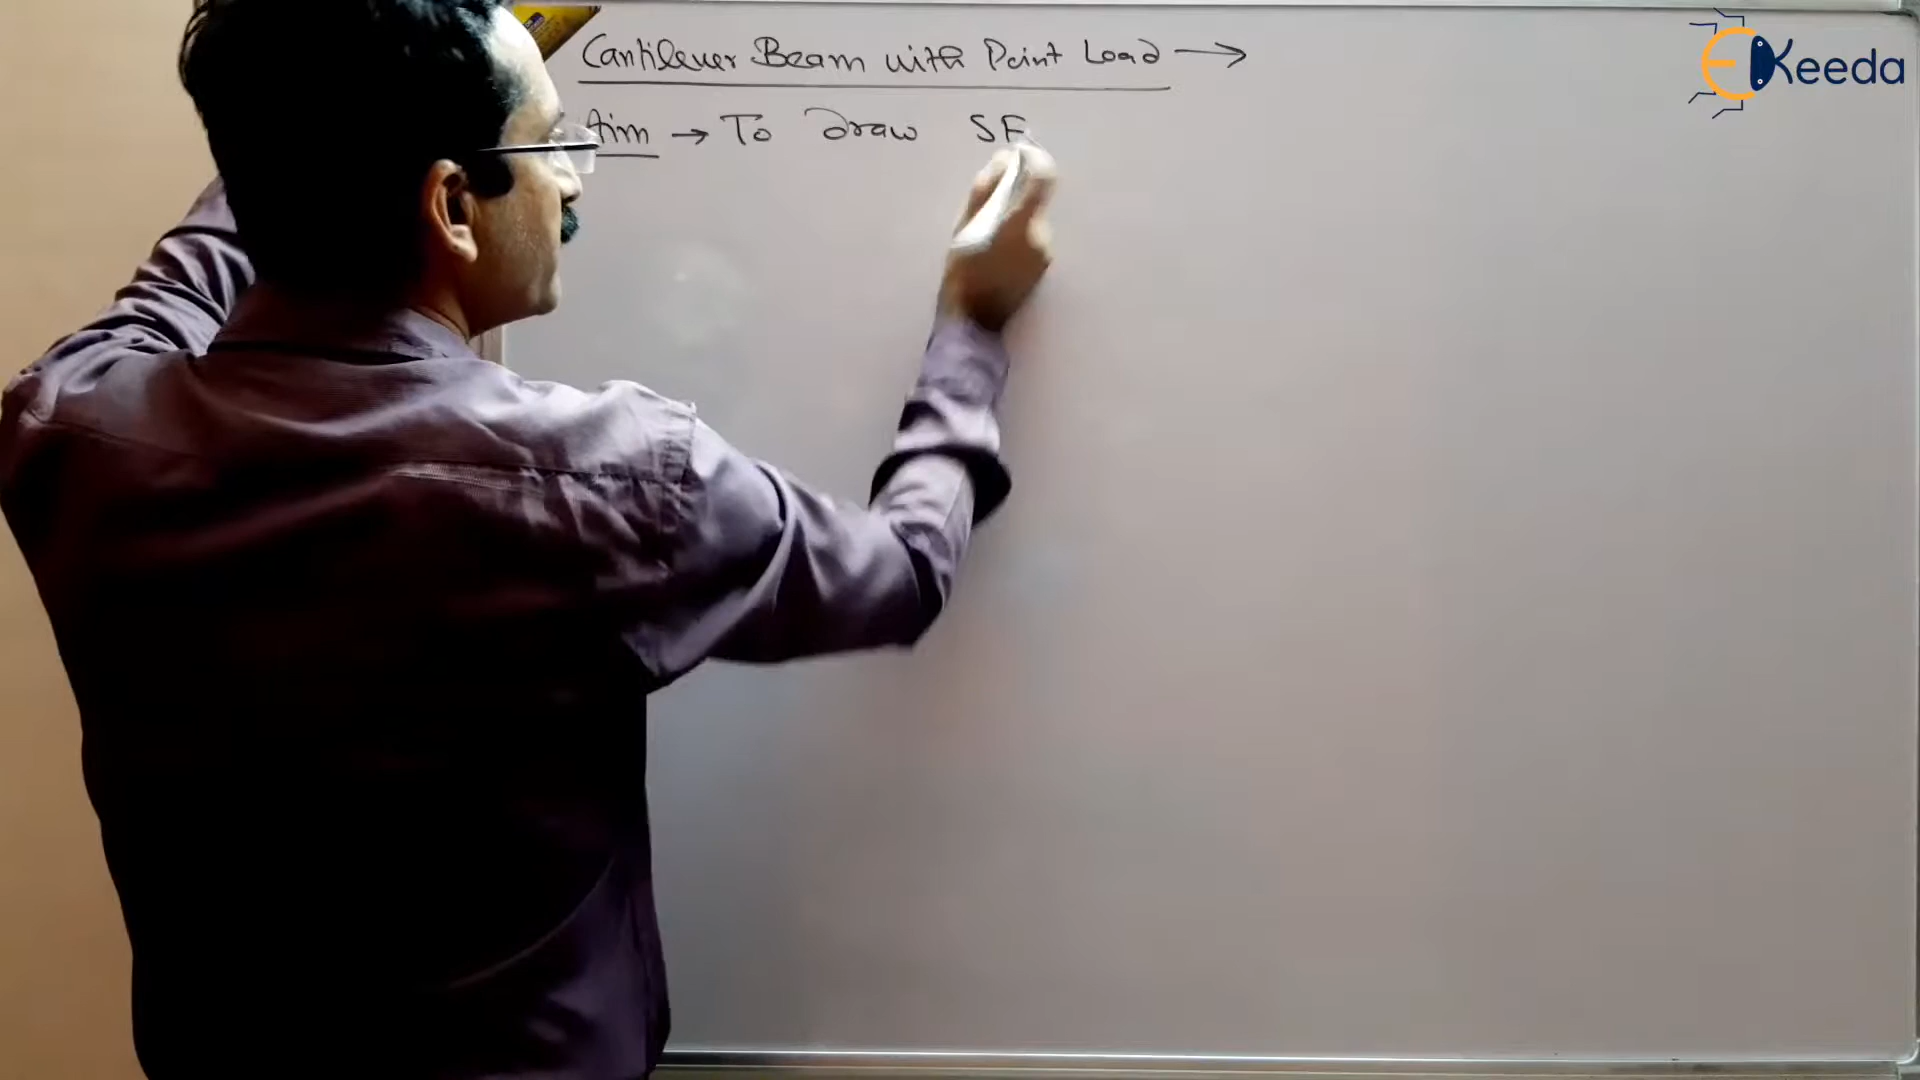 Cantilever Beam with Point Load →
Aim → To draw SF
EKeeda